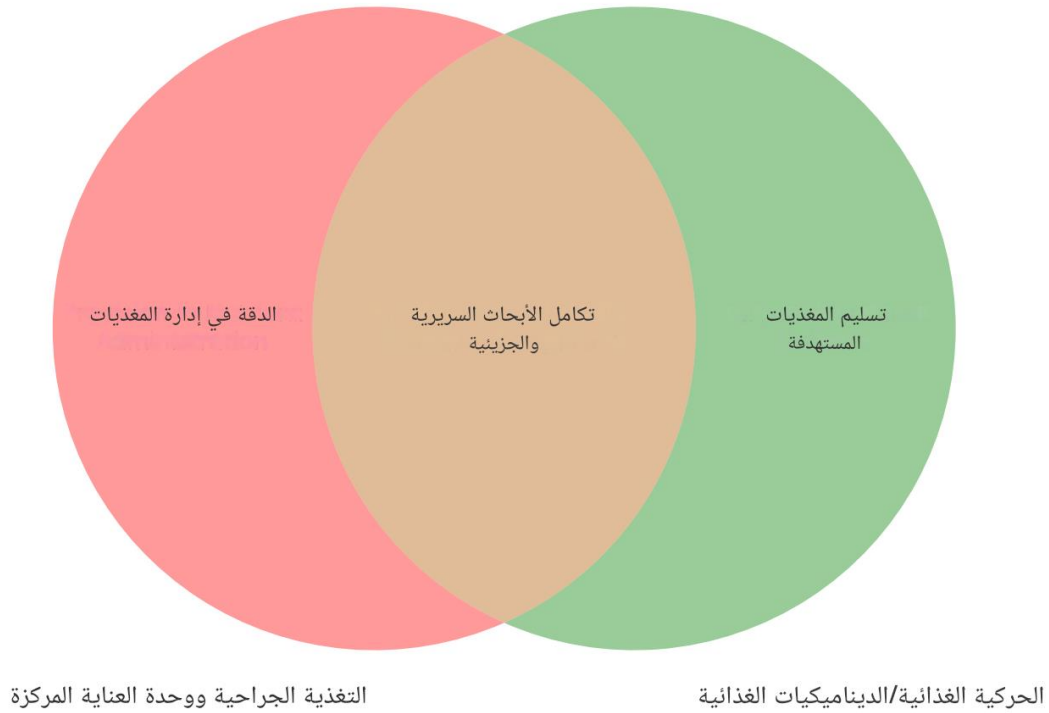 الدقة في إدارة المغذيات
تكامل الأبحاث السريرية
والجزيئية
تسليم المغذيات
المستهدفة
التغذية الجراحية ووحدة العناية المركزة
الحركية الغذائية/الديناميكيات الغذائية